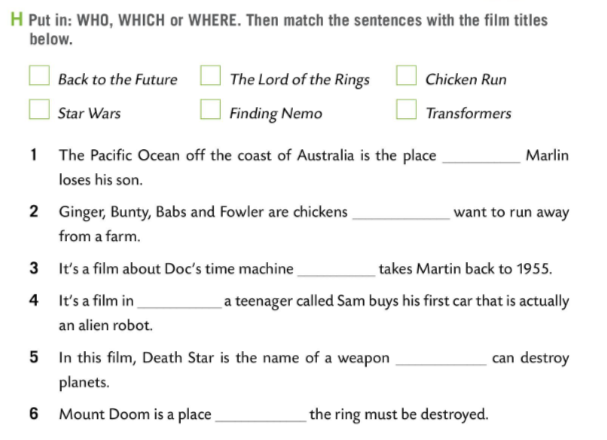 H Put in: WHO, WHICH or WHERE. Then match the sentences with the film titles
below.
Back to the Future The Lord of the Rings Chicken Run
Star Wars Finding Nemo Transformers
1 The Pacific Ocean off the coast of Australia is the place __________ Marlin
loses his son.
2 Ginger, Bunty, Babs and Fowler are chickens ____________ want to run away
from a farm.
3 It's a film about Doc's time machine __________ takes Martin back to 1955.
4 It's a film in ___________ a teenager called Sam buys his first car that is actually
an alien robot.
5 In this film, Death Star is the name of a weapon ___________ can destroy
planets.
6 Mount Doom is a place ___________ the ring must be destroyed.